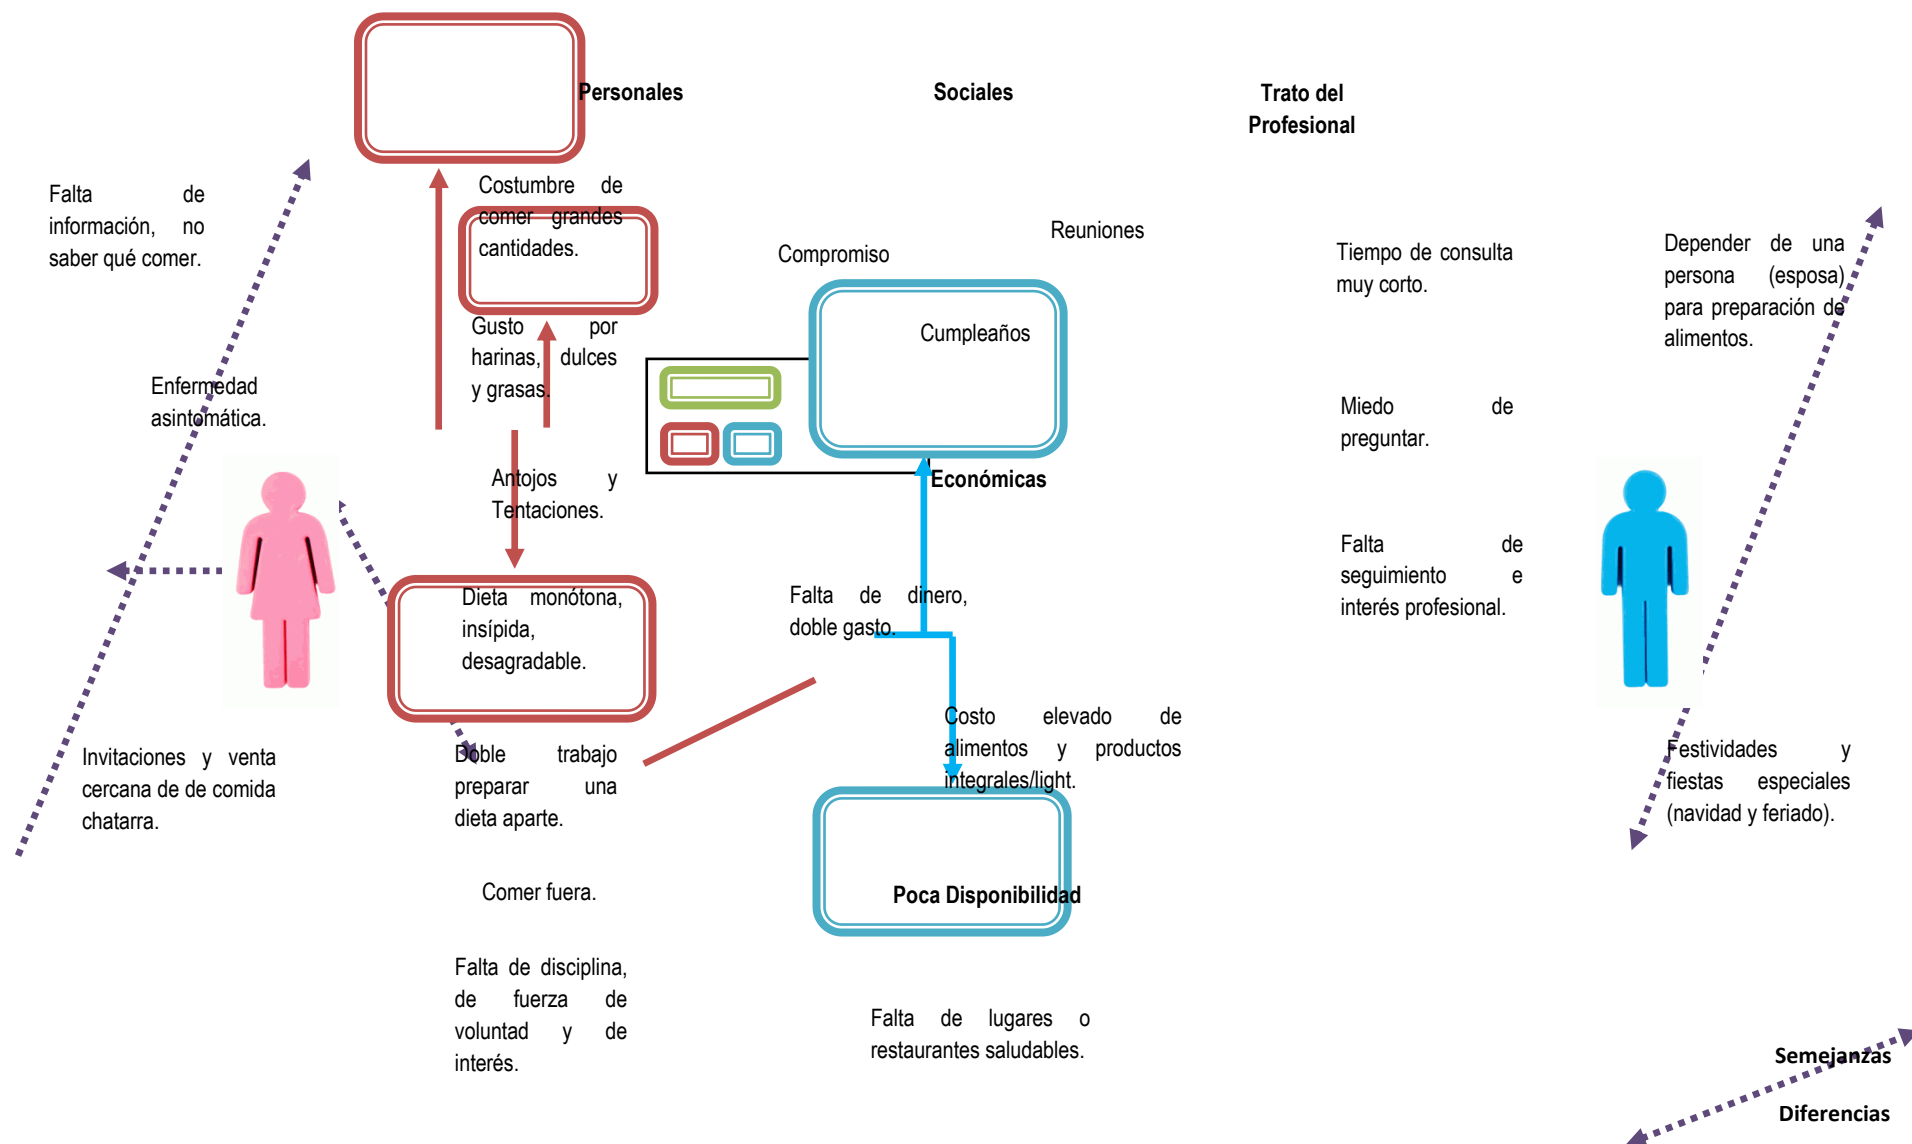 Personales
Sociales
Trato del
Profesional
Falta de
información, no
saber qué comer.
Costumbre de
comer grandes
cantidades.
Compromiso
Reuniones
Tiempo de consulta
muy corto.
Depender de una
persona (esposa)
para preparación de
alimentos.
Gusto por
harinas, dulces
y grasas.
Cumpleaños
Enfermedad
asintomática.
Miedo de
preguntar.
Antojos y
Tentaciones.
Económicas
Falta de
seguimiento e
interés profesional.
Dieta monótona,
insípida,
desagradable.
Falta de dinero,
doble gasto.
Costo elevado de
alimentos y productos
integrales/light.
Invitaciones y venta
cercana de de comida
chatarra.
Doble trabajo
preparar una
dieta aparte.
Festividades y
fiestas especiales
(navidad y feriado).
Comer fuera.
Poca Disponibilidad
Falta de disciplina,
de fuerza de
voluntad y de
interés.
Falta de lugares o
restaurantes saludables.
Semejanzas
Diferencias